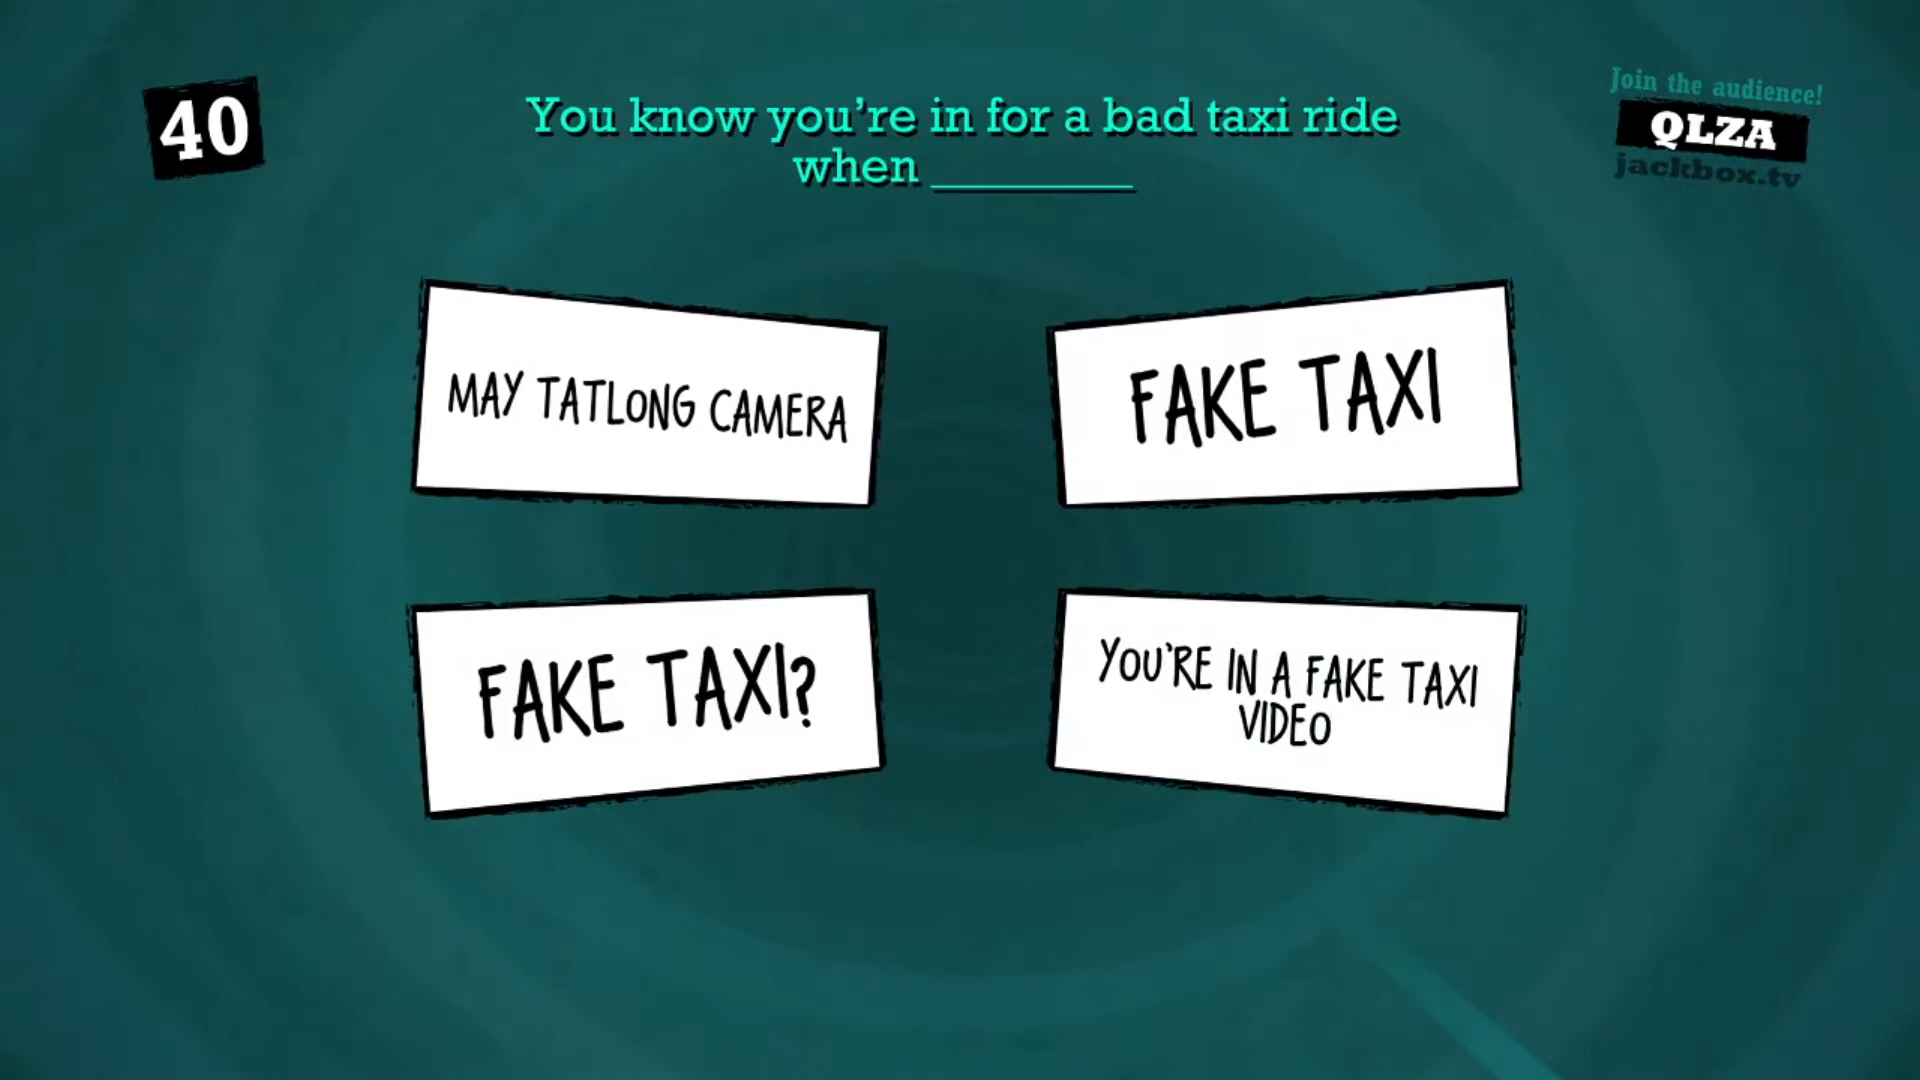 40
You know you're in for a bad taxi ride
when __________
Join the audience!
QLZA
jackbox.tv
MAY TATLONG CAMERA
FAKE TAXI
FAKE TAXI?
YOU'RE IN A FAKE TAXI
VIDEO